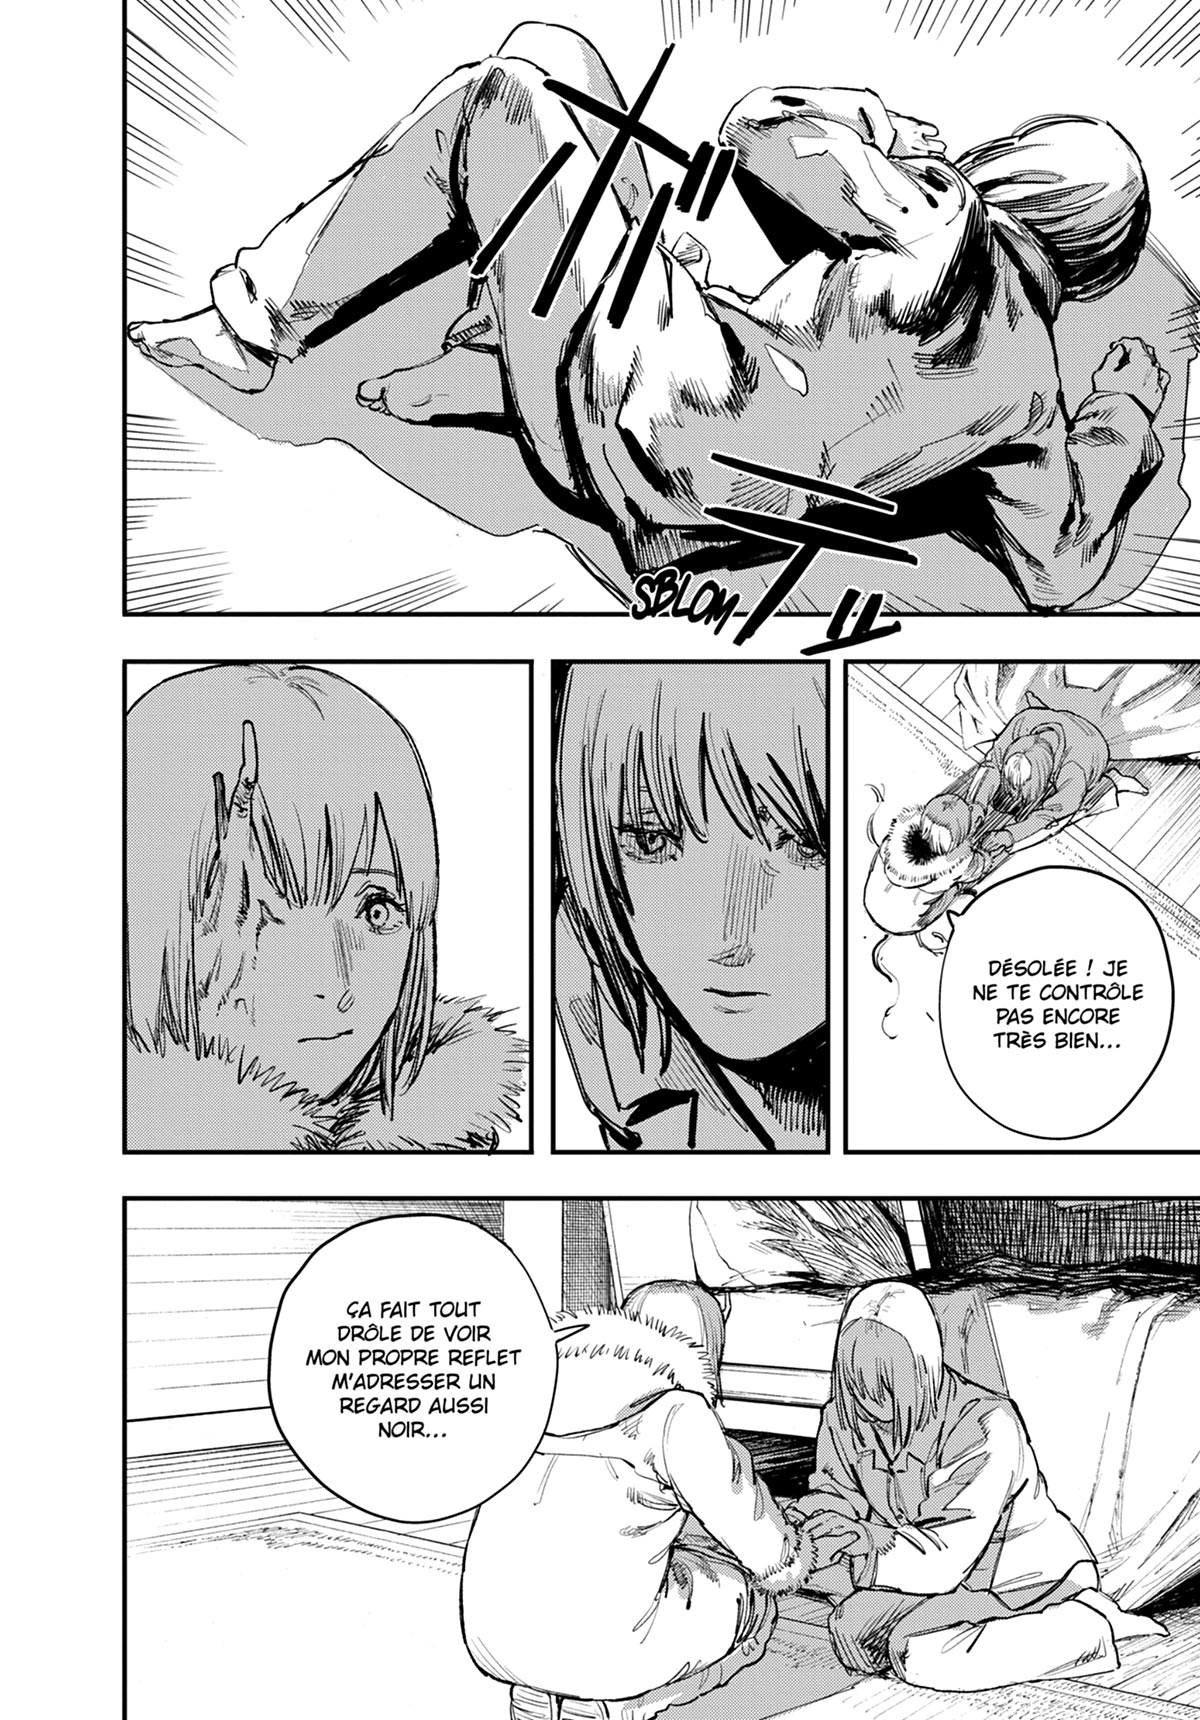 SBLOM
DÉSOLÉE ! JE
NE TE CONTRÔLE
PAS ENCORE
TRÈS BIEN...
ÇA FAIT TOUT
DRÔLE DE VOIR
MON PROPRE REFLET
M'ADRESSER UN
REGARD AUSSI
NOIR...